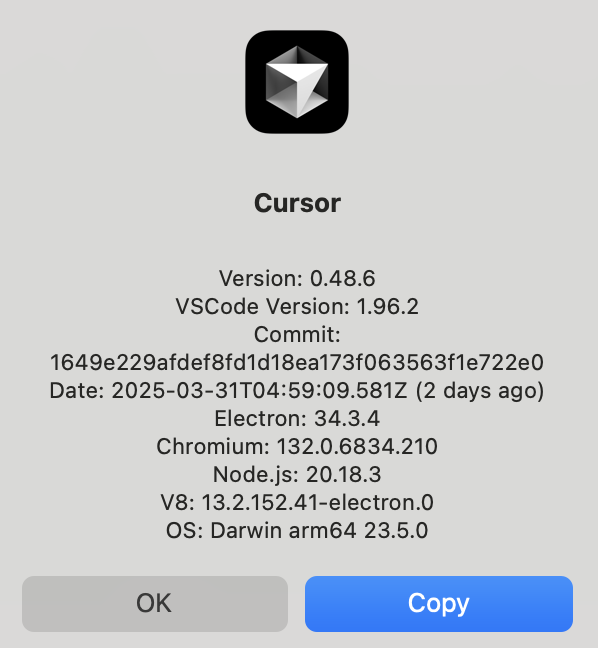 Cursor
Version: 0.48.6
VSCode Version: 1.96.2
Commit:
1649e229afdef8fd1d18ea173f063563f1e722e0
Date: 2025-03-31T04:59:09.581Z (2 days ago)
Electron: 34.3.4
Chromium: 132.0.6834.210
Node.js: 20.18.3
V8: 13.2.152.41-electron.0
OS: Darwin arm64 23.5.0
OK
Copy